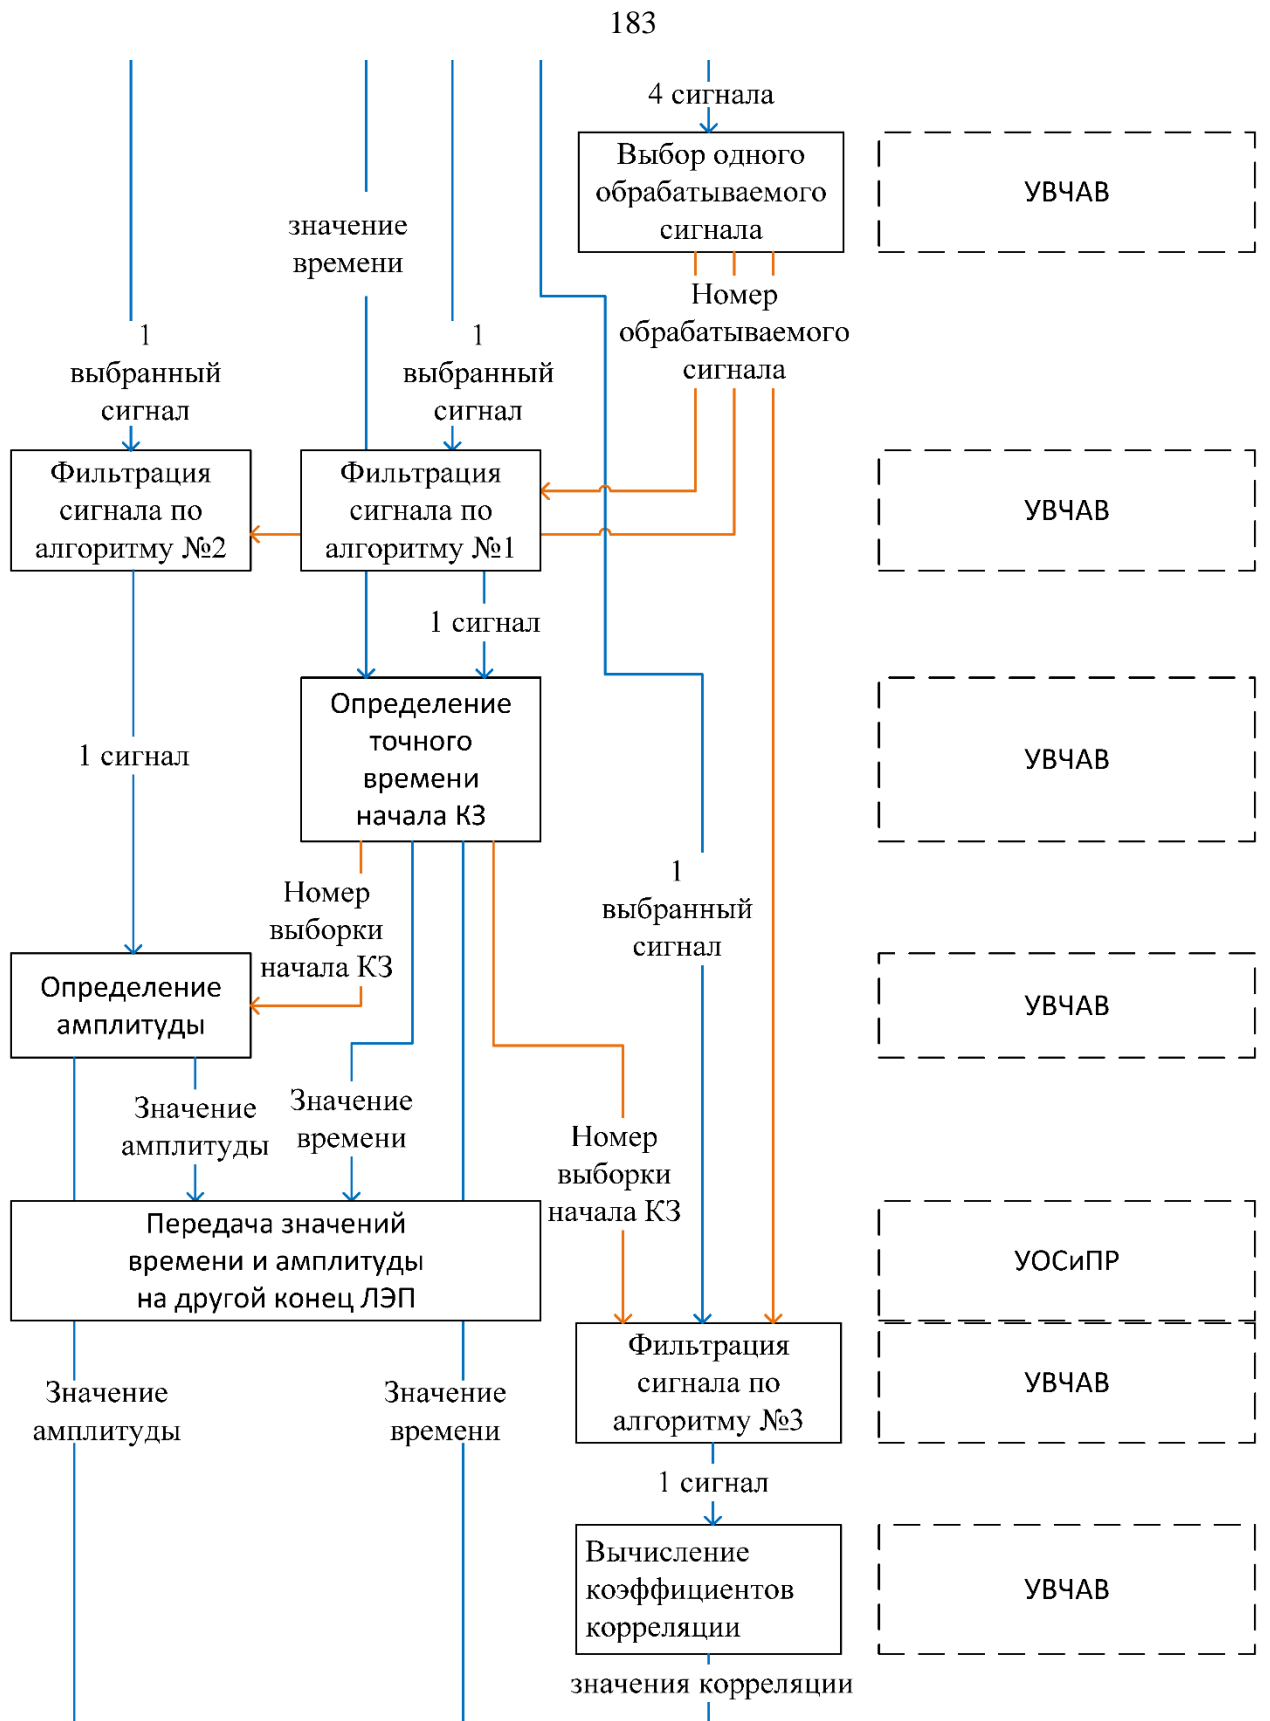 183
4 сигнала
Выбор одного
обрабатываемого
сигнала
УВЧАВ
значение
времени
Номер
обрабатываемого
сигнала
1
выбранный
сигнал
1
выбранный
сигнал
Фильтрация
сигнала по
алгоритму №2
Фильтрация
сигнала по
алгоритму №1
УВЧАВ
1 сигнал
Определение
точного
времени
начала КЗ
УВЧАВ
1 сигнал
Номер
выборки
начала КЗ
1
выбранный
сигнал
Определение
амплитуды
УВЧАВ
Значение
амплитуды
Значение
времени
Номер
выборки
начала КЗ
Передача значений
времени и амплитуды
на другой конец ЛЭП
УОСиПР
Фильтрация
сигнала по
алгоритму №3
УВЧАВ
Значение
амплитуды
Значение
времени
1 сигнал
Вычисление
коэффициентов
корреляции
УВЧАВ
значения корреляции